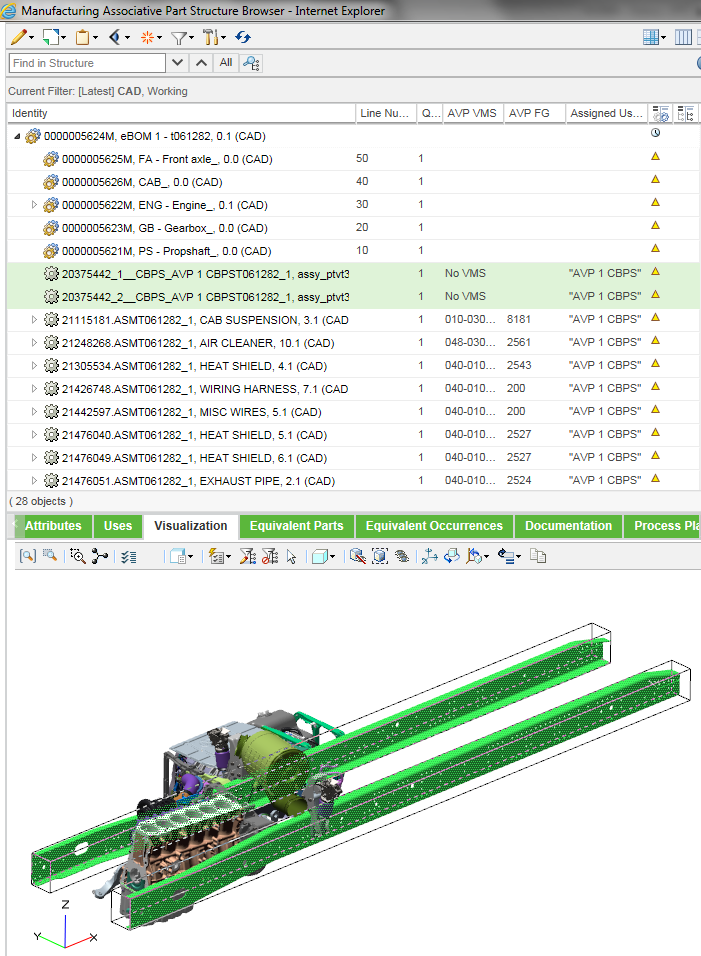 Manufacturing Associative Part Structure Browser - Internet Explorer
Find in Structure All
Current Filter: [Latest] CAD, Working
Identity Line Nu... Q... AVP VMS AVP FG Assigned Us...
0000005624M, eBOM 1 - t061282, 0.1 (CAD)
0000005625M, FA - Front axle_, 0.0 (CAD) 50 1
0000005626M, CAB_, 0.0 (CAD) 40 1
0000005622M, ENG - Engine_, 0.1 (CAD) 30 1
0000005623M, GB - Gearbox_, 0.0 (CAD) 20 1
0000005621M, PS - Propshaft_, 0.0 (CAD) 10 1
20375442_1__CBPS_AVP 1 CBPST061282_1, assy_ptvt3 1 No VMS "AVP 1 CBPS"
20375442_2__CBPS_AVP 1 CBPST061282_1, assy_ptvt3 1 No VMS "AVP 1 CBPS"
21115181.ASMT061282_1, CAB SUSPENSION, 3.1 (CAD 1 010-030... 8181 "AVP 1 CBPS"
21248268.ASMT061282_1, AIR CLEANER, 10.1 (CAD) 1 048-030... 2561 "AVP 1 CBPS"
21305534.ASMT061282_1, HEAT SHIELD, 4.1 (CAD) 1 040-010... 2543 "AVP 1 CBPS"
21426748.ASMT061282_1, WIRING HARNESS, 7.1 (CAD 1 040-010... 200 "AVP 1 CBPS"
21442597.ASMT061282_1, MISC WIRES, 5.1 (CAD) 1 040-010... 200 "AVP 1 CBPS"
21476040.ASMT061282_1, HEAT SHIELD, 5.1 (CAD) 1 040-010... 2527 "AVP 1 CBPS"
21476049.ASMT061282_1, HEAT SHIELD, 6.1 (CAD) 1 040-010... 2527 "AVP 1 CBPS"
21476051.ASMT061282_1, EXHAUST PIPE, 2.1 (CAD) 1 040-010... 2524 "AVP 1 CBPS"
( 28 objects )
Attributes Uses Visualization Equivalent Parts Equivalent Occurrences Documentation Process Pla
Z
Y X